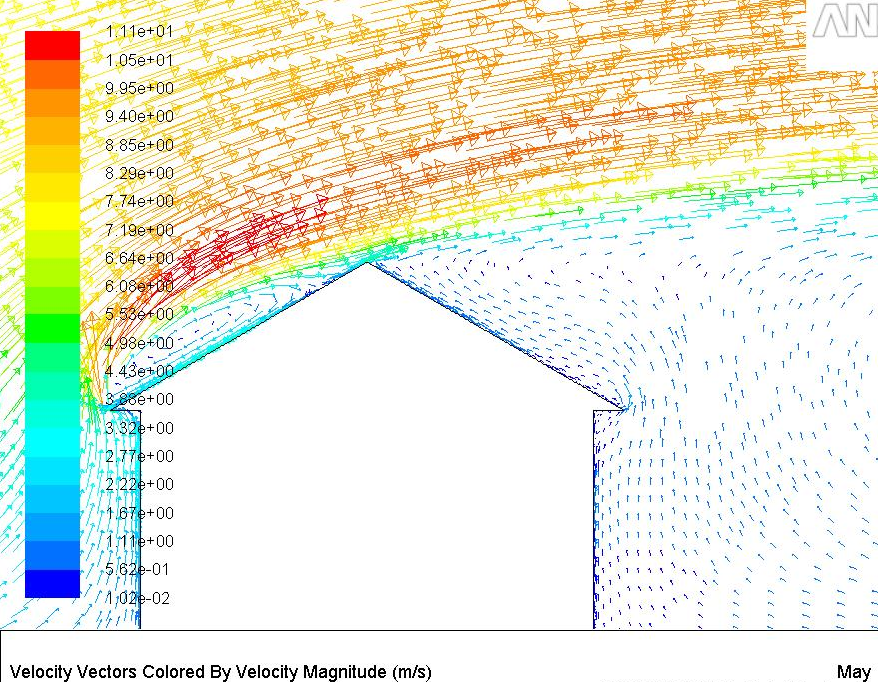 AN
1.11e+01
1.05e+01
9.95e+00
9.40e+00
8.85e+00
8.29e+00
7.74e+00
7.19e+00
6.64e+00
6.08e+00
5.53e+00
4.98e+00
4.43e+00
3.88e+00
3.32e+00
2.77e+00
2.22e+00
1.67e+00
1.11e+00
5.62e-01
1.02e-02
Velocity Vectors Colored By Velocity Magnitude (m/s)
May